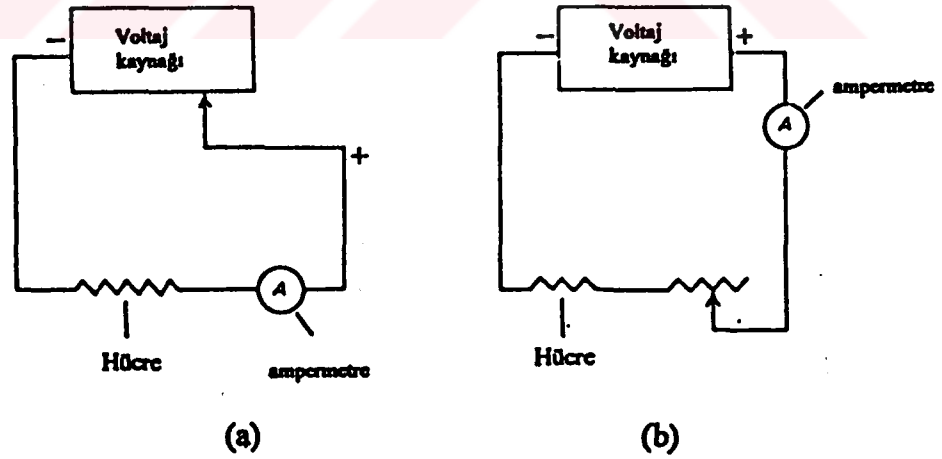 −
Voltaj
kaynağı
+
A
Hücre
ampermetre
(a)
−
Voltaj
kaynağı
+
A
ampermetre
Hücre
(b)